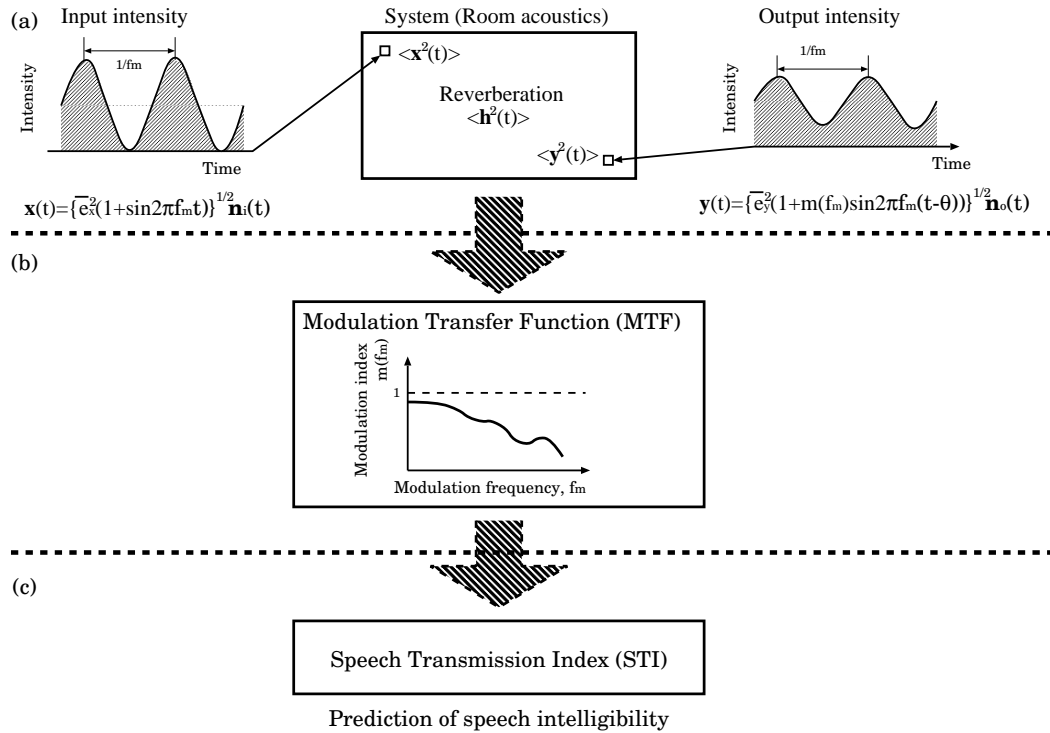 (a)
Input intensity
System (Room acoustics)
Output intensity
1/fm
<x²(t)>
1/fm
Intensity
Reverberation
<h²(t)>
Intensity
<y²(t)>
Time
Time
x(t)={e̅ₓ²(1+sin2πfₘt)}^1/2 nᵢ(t)
y(t)={e̅ᵧ²(1+m(fₘ)sin2πfₘ(t-θ))}^1/2 nₒ(t)
(b)
Modulation Transfer Function (MTF)
Modulation index
m(fm)
1
Modulation frequency, fm
(c)
Speech Transmission Index (STI)
Prediction of speech intelligibility